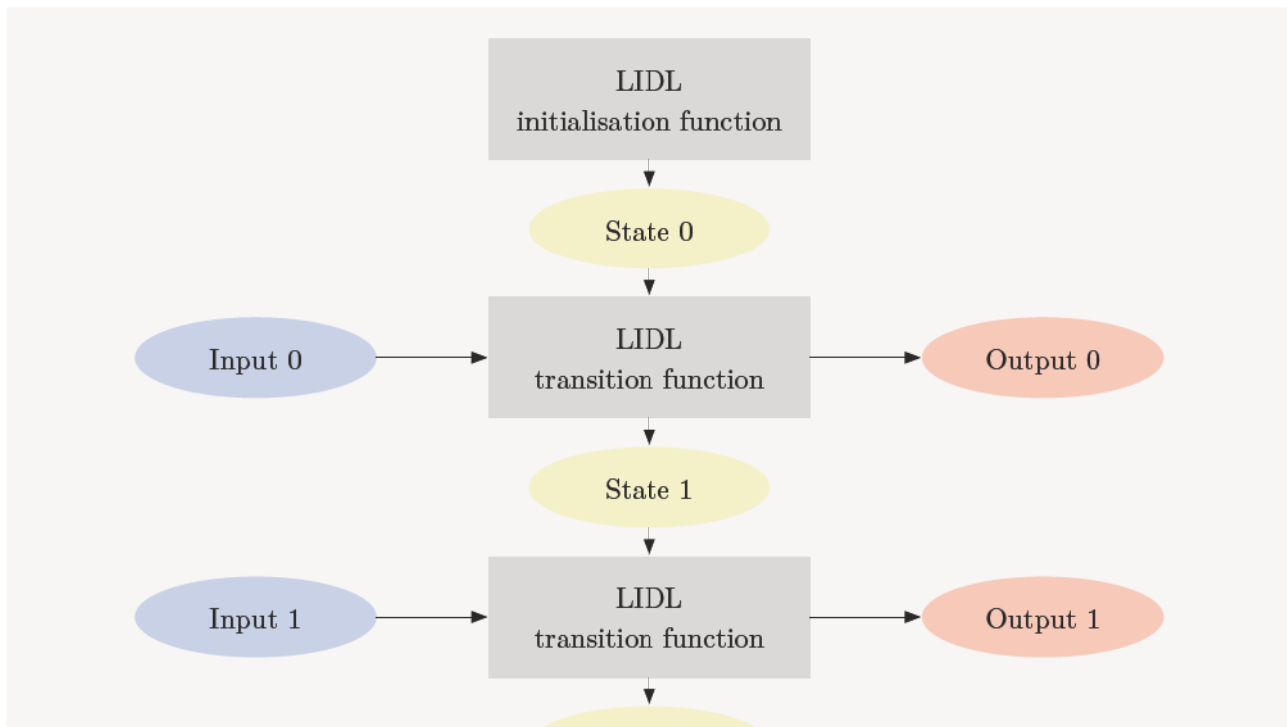 LIDL
initialisation function
State 0
Input 0
LIDL
transition function
Output 0
State 1
Input 1
LIDL
transition function
Output 1